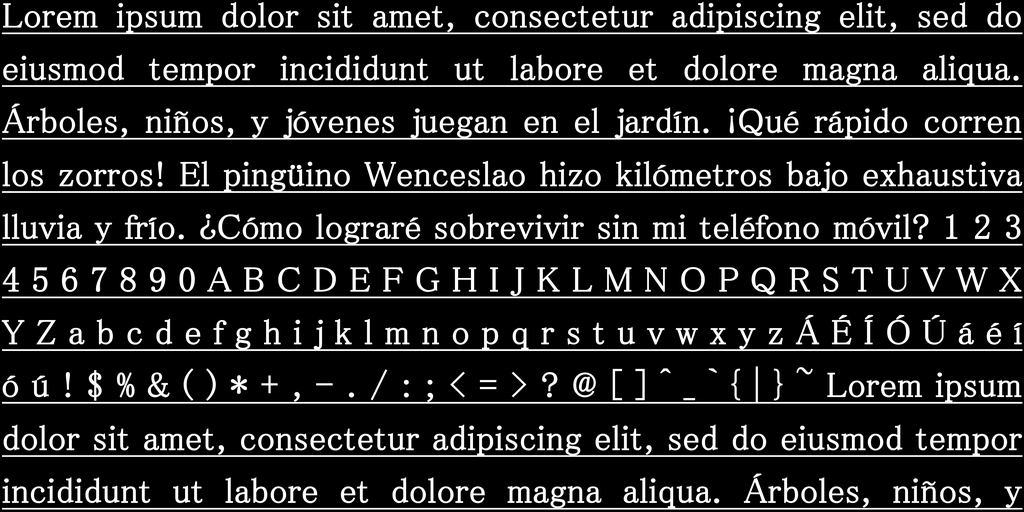 Lorem ipsum dolor sit amet, consectetur adipiscing elit, sed do
eiusmod tempor incididunt ut labore et dolore magna aliqua.
Árboles, niños, y jóvenes juegan en el jardín. ¡Qué rápido corren
los zorros! El pingüino Wenceslao hizo kilómetros bajo exhaustiva
lluvia y frío. ¿Cómo lograré sobrevivir sin mi teléfono móvil? 1 2 3
4 5 6 7 8 9 0 A B C D E F G H I J K L M N O P Q R S T U V W X
Y Z a b c d e f g h i j k l m n o p q r s t u v w x y z Á É Í Ó Ú á é í
ó ú ! $ % & ( ) * + , - . / : ; < = > ? @ [ ] ^ _ ` { | } ~ Lorem ipsum
dolor sit amet, consectetur adipiscing elit, sed do eiusmod tempor
incididunt ut labore et dolore magna aliqua. Árboles, niños, y